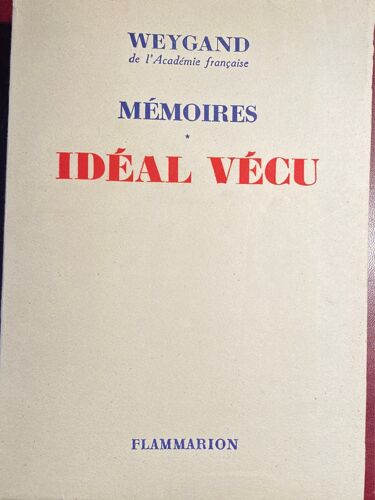 WEYGAND
de l'Académie française
MÉMOIRES
*
IDÉAL VÉCU
FLAMMARION